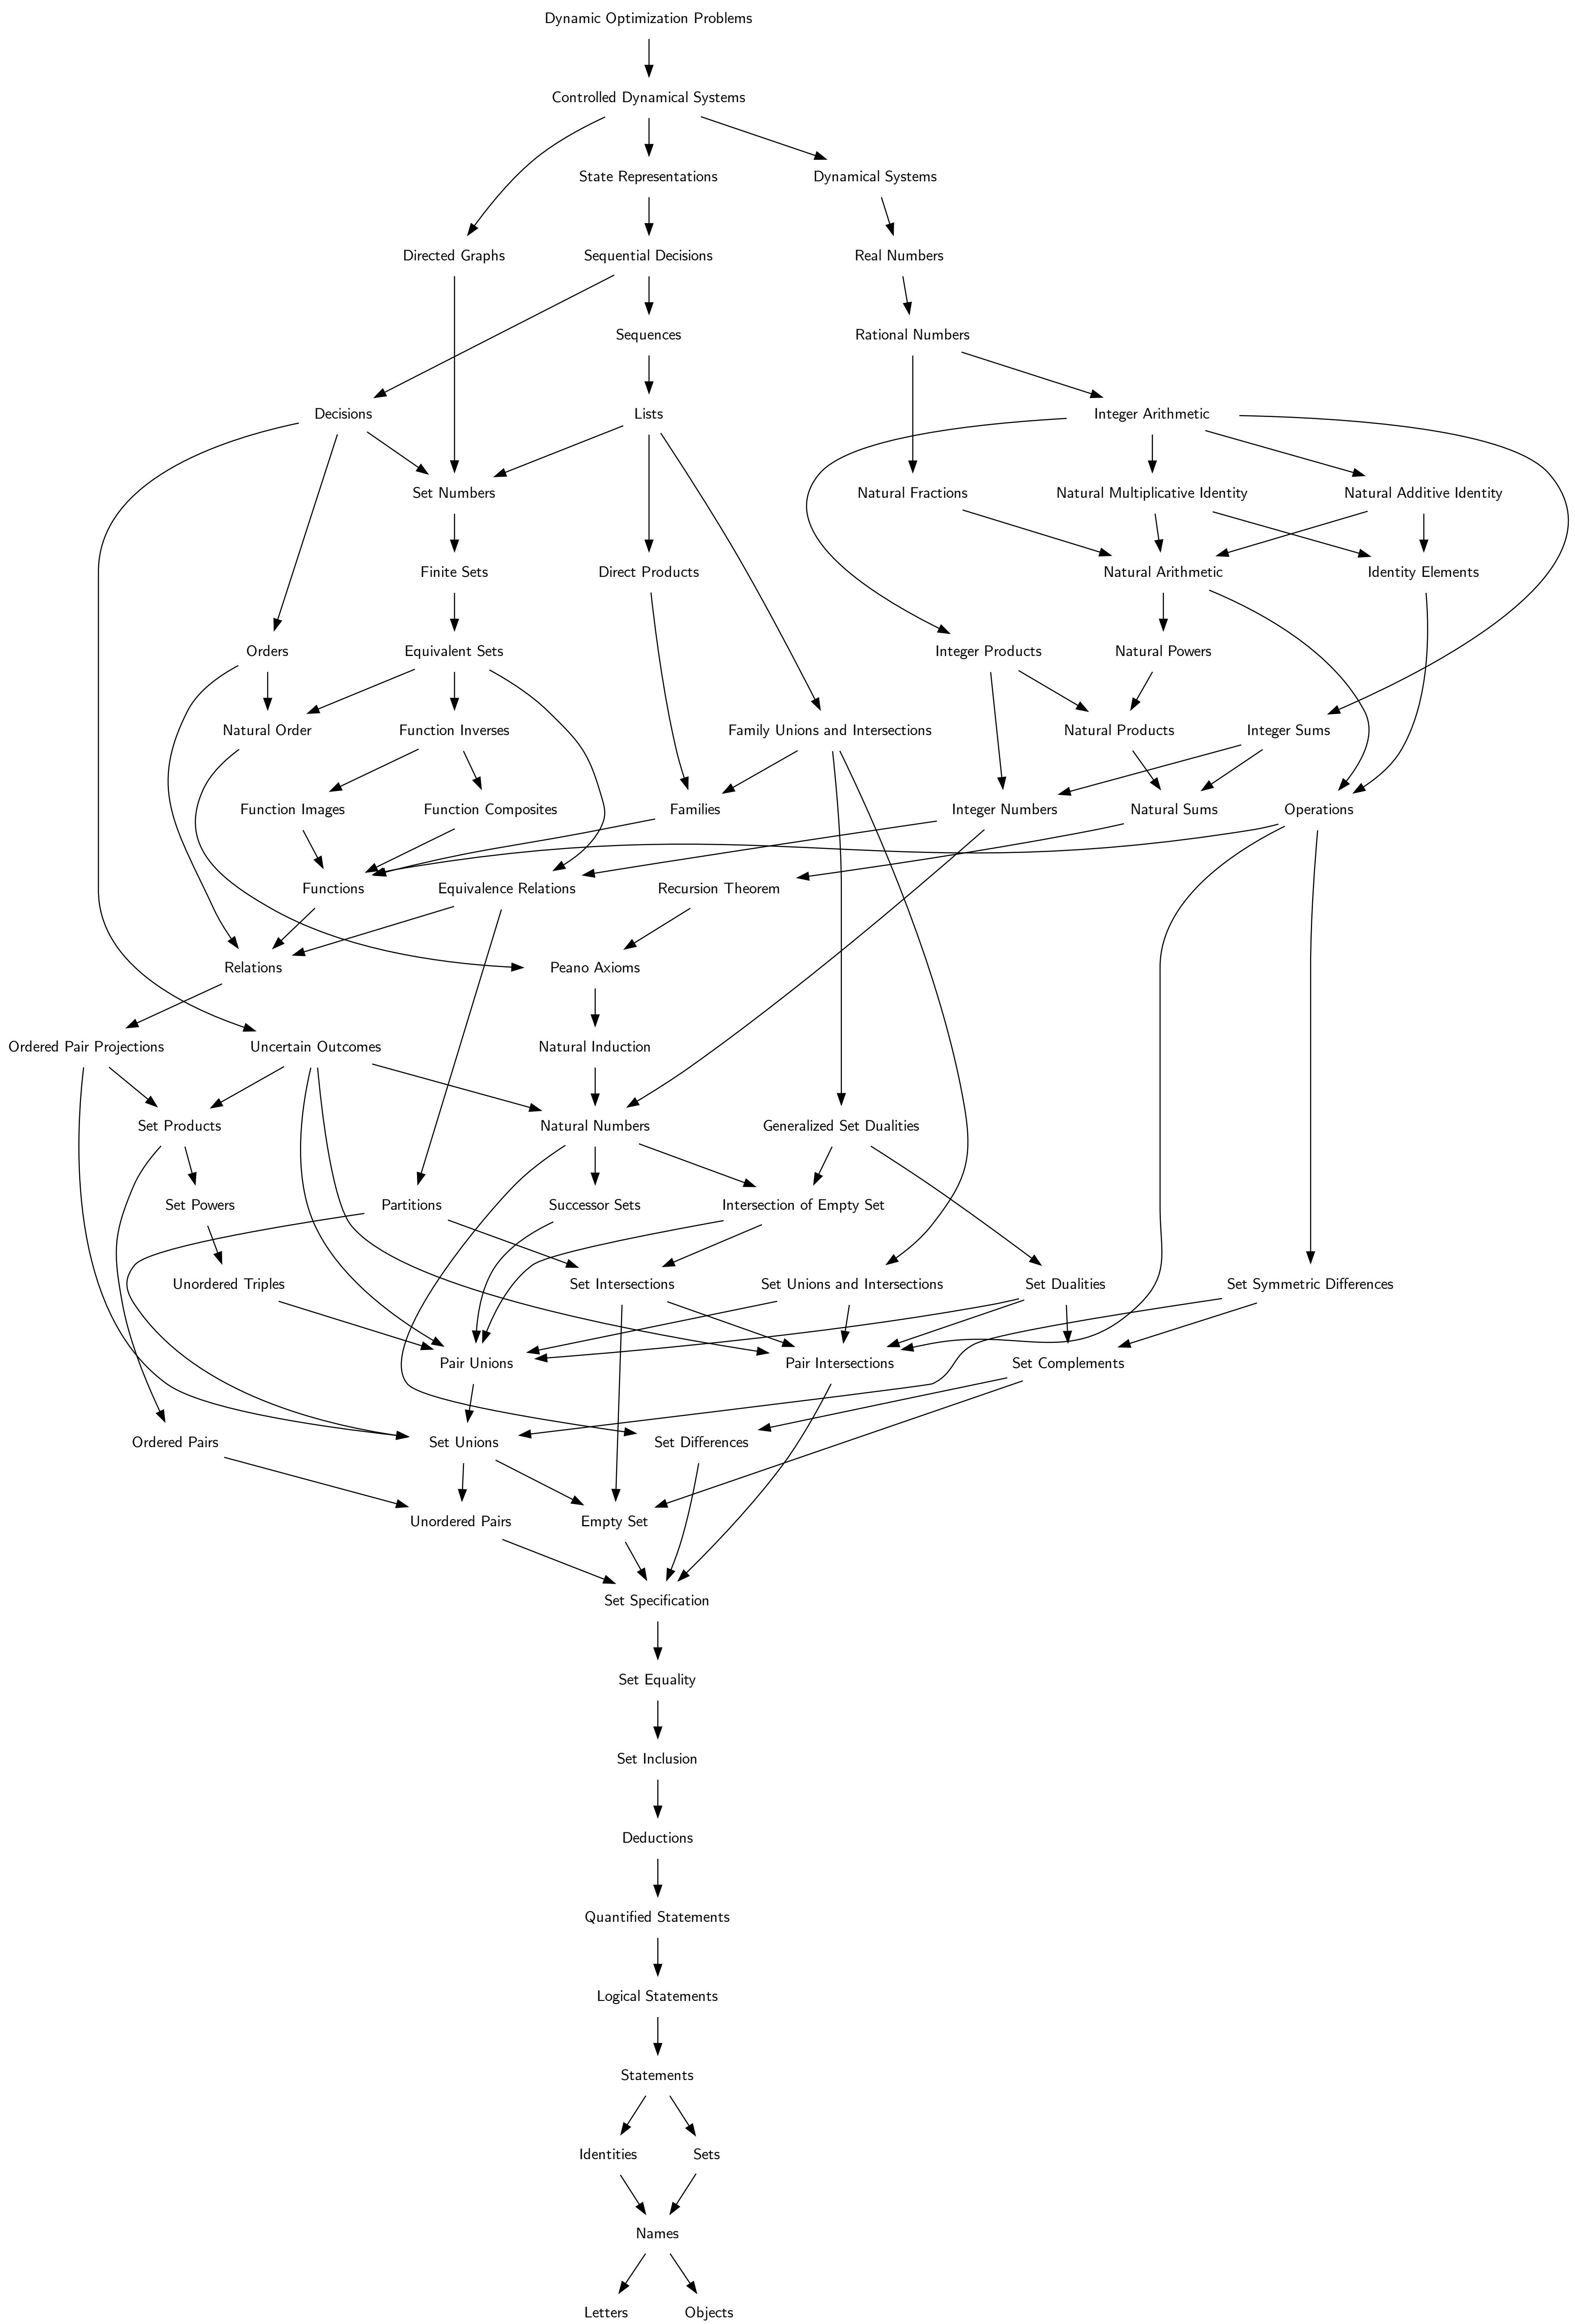 Dynamic Optimization Problems
Controlled Dynamical Systems
State Representations
Dynamical Systems
Directed Graphs
Sequential Decisions
Real Numbers
Sequences
Rational Numbers
Decisions
Lists
Integer Arithmetic
Set Numbers
Natural Fractions
Natural Multiplicative Identity
Natural Additive Identity
Finite Sets
Direct Products
Natural Arithmetic
Identity Elements
Orders
Equivalent Sets
Integer Products
Natural Powers
Natural Order
Function Inverses
Family Unions and Intersections
Natural Products
Integer Sums
Function Images
Function Composites
Families
Integer Numbers
Natural Sums
Operations
Functions
Equivalence Relations
Recursion Theorem
Relations
Peano Axioms
Ordered Pair Projections
Uncertain Outcomes
Natural Induction
Set Products
Natural Numbers
Generalized Set Dualities
Set Powers
Partitions
Successor Sets
Intersection of Empty Set
Unordered Triples
Set Intersections
Set Unions and Intersections
Set Dualities
Set Symmetric Differences
Pair Unions
Pair Intersections
Set Complements
Ordered Pairs
Set Unions
Set Differences
Unordered Pairs
Empty Set
Set Specification
Set Equality
Set Inclusion
Deductions
Quantified Statements
Logical Statements
Statements
Identities
Sets
Names
Letters
Objects